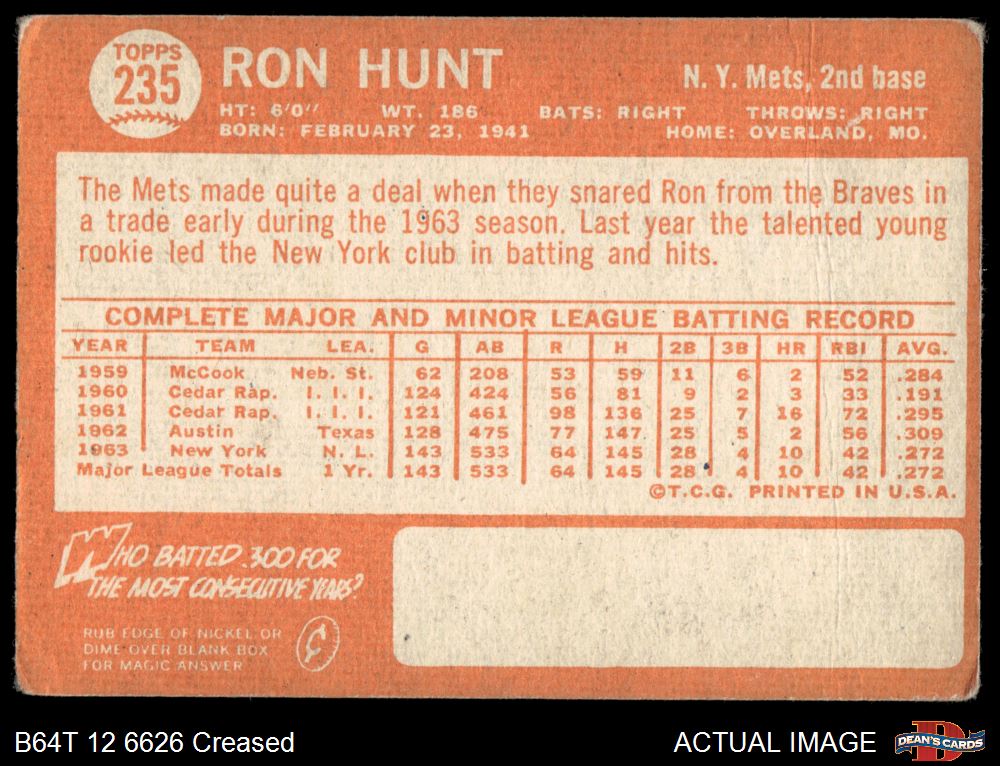 TOPPS
235
RON HUNT
N. Y. Mets, 2nd base
HT: 6'0" WT. 186 BATS: RIGHT THROWS: RIGHT
BORN: FEBRUARY 23, 1941 HOME: OVERLAND, MO.
The Mets made quite a deal when they snared Ron from the Braves in
a trade early during the 1963 season. Last year the talented young
rookie led the New York club in batting and hits.
COMPLETE MAJOR AND MINOR LEAGUE BATTING RECORD
YEAR TEAM LEA. G AB R H 2B 3B HR RBI AVG.
1959 McCook Neb. St. 62 208 53 59 11 6 2 52 .284
1960 Cedar Rap. I. I. I. 124 424 56 81 9 2 3 33 .191
1961 Cedar Rap. I. I. I. 121 461 98 136 25 7 16 72 .295
1962 Austin Texas 128 475 77 147 25 5 2 56 .309
1963 New York N. L. 143 533 64 145 28 4 10 42 .272
Major League Totals 1 Yr. 143 533 64 145 28 4 10 42 .272
©T.C.G. PRINTED IN U.S.A.
WHO BATTED .300 FOR
THE MOST CONSECUTIVE YEARS?
RUB EDGE OF NICKEL OR
DIME OVER BLANK BOX
FOR MAGIC ANSWER
¢
B64T 12 6626 Creased
ACTUAL IMAGE
DEAN'S CARDS